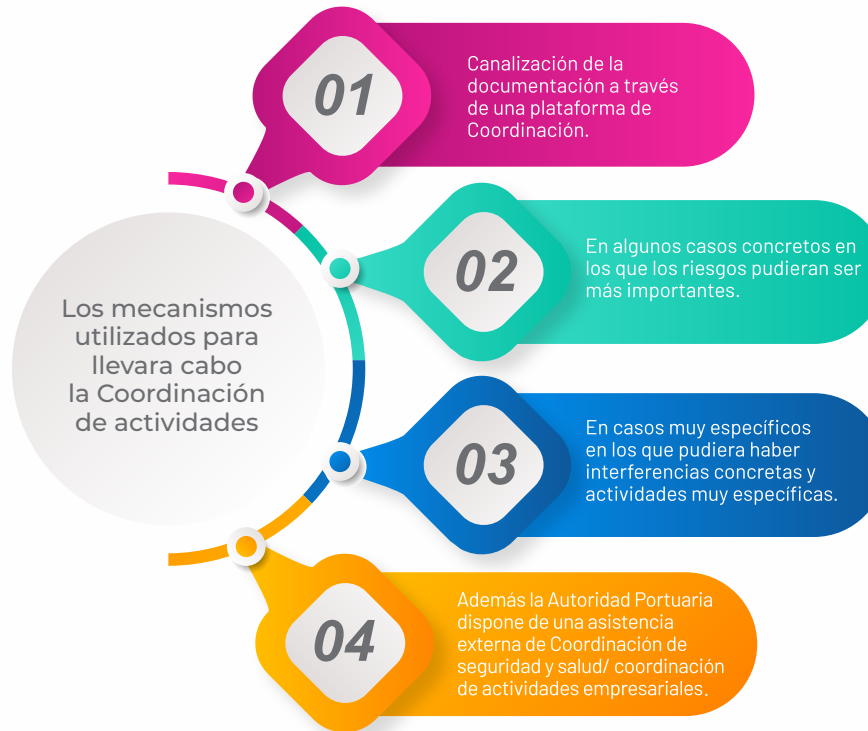 Los mecanismos
utilizados para
llevara cabo
la Coordinación
de actividades
01
Canalización de la
documentación a través
de una plataforma de
Coordinación.
02
En algunos casos concretos en
los que los riesgos pudieran ser
más importantes.
03
En casos muy específicos
en los que pudiera haber
interferencias concretas y
actividades muy específicas.
04
Además la Autoridad Portuaria
dispone de una asistencia
externa de Coordinación de
seguridad y salud/ coordinación
de actividades empresariales.